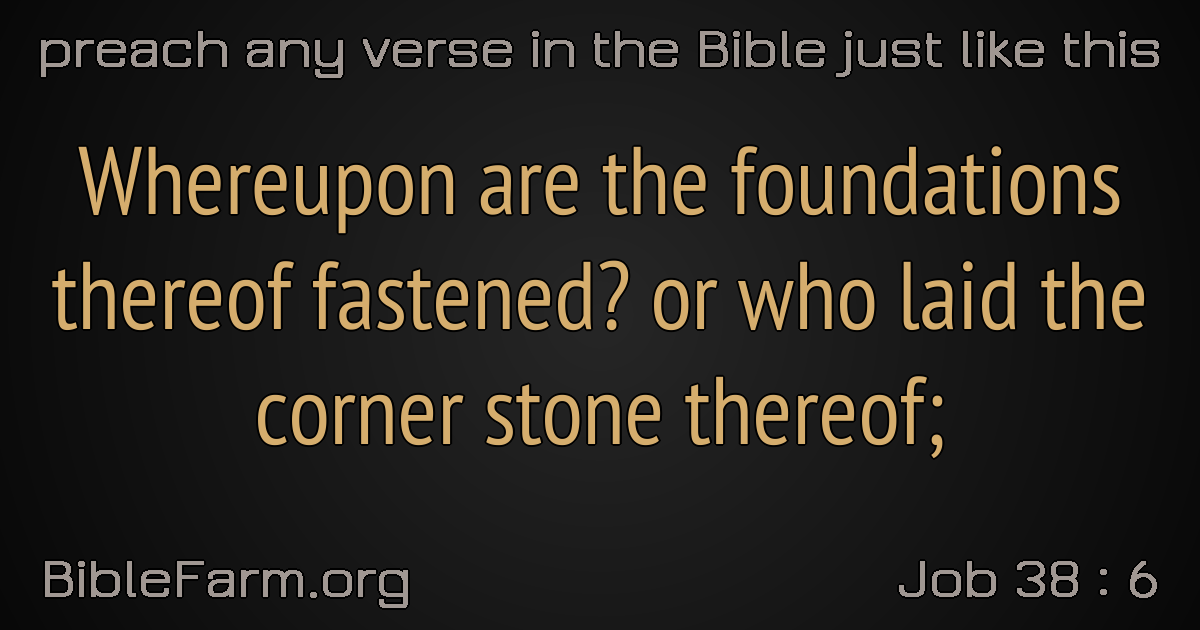 preach any verse in the Bible just like this
Whereupon are the foundations
thereof fastened? or who laid the
corner stone thereof;
BibleFarm.org
Job 38 : 6